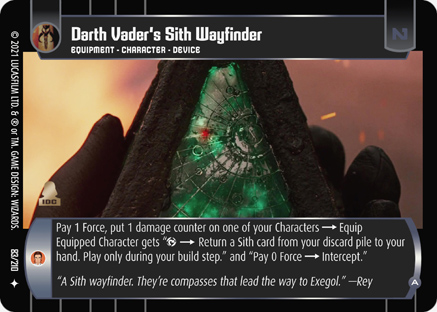 Darth Vader's Sith Wayfinder
N
EQUIPMENT • CHARACTER • DEVICE
© 2021 LUCASFILM LTD. & ® or TM. GAME DESIGN: WIZARDS.
83/210
IDC
Pay 1 Force, put 1 damage counter on one of your Characters → Equip
Equipped Character gets “ → Return a Sith card from your discard pile to your
hand. Play only during your build step.” and “Pay 0 Force → Intercept.”
“A Sith wayfinder. They're compasses that lead the way to Exegol.” —Rey
A